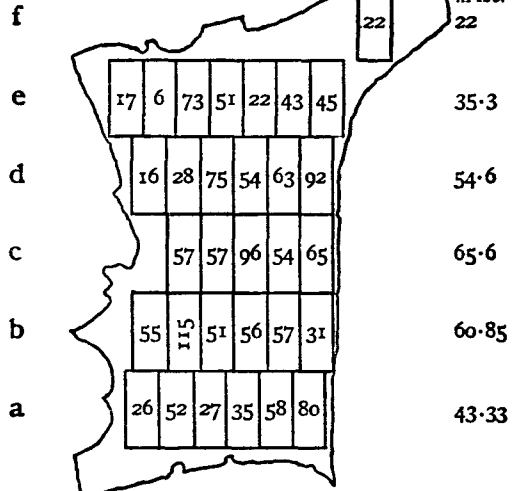 f 22 22
e 17 6 73 51 22 43 45 35·3
d 16 28 75 54 63 92 54·6
c 57 57 96 54 65 65·6
b 55 115 51 56 57 31 60·85
a 26 52 27 35 58 80 43·33